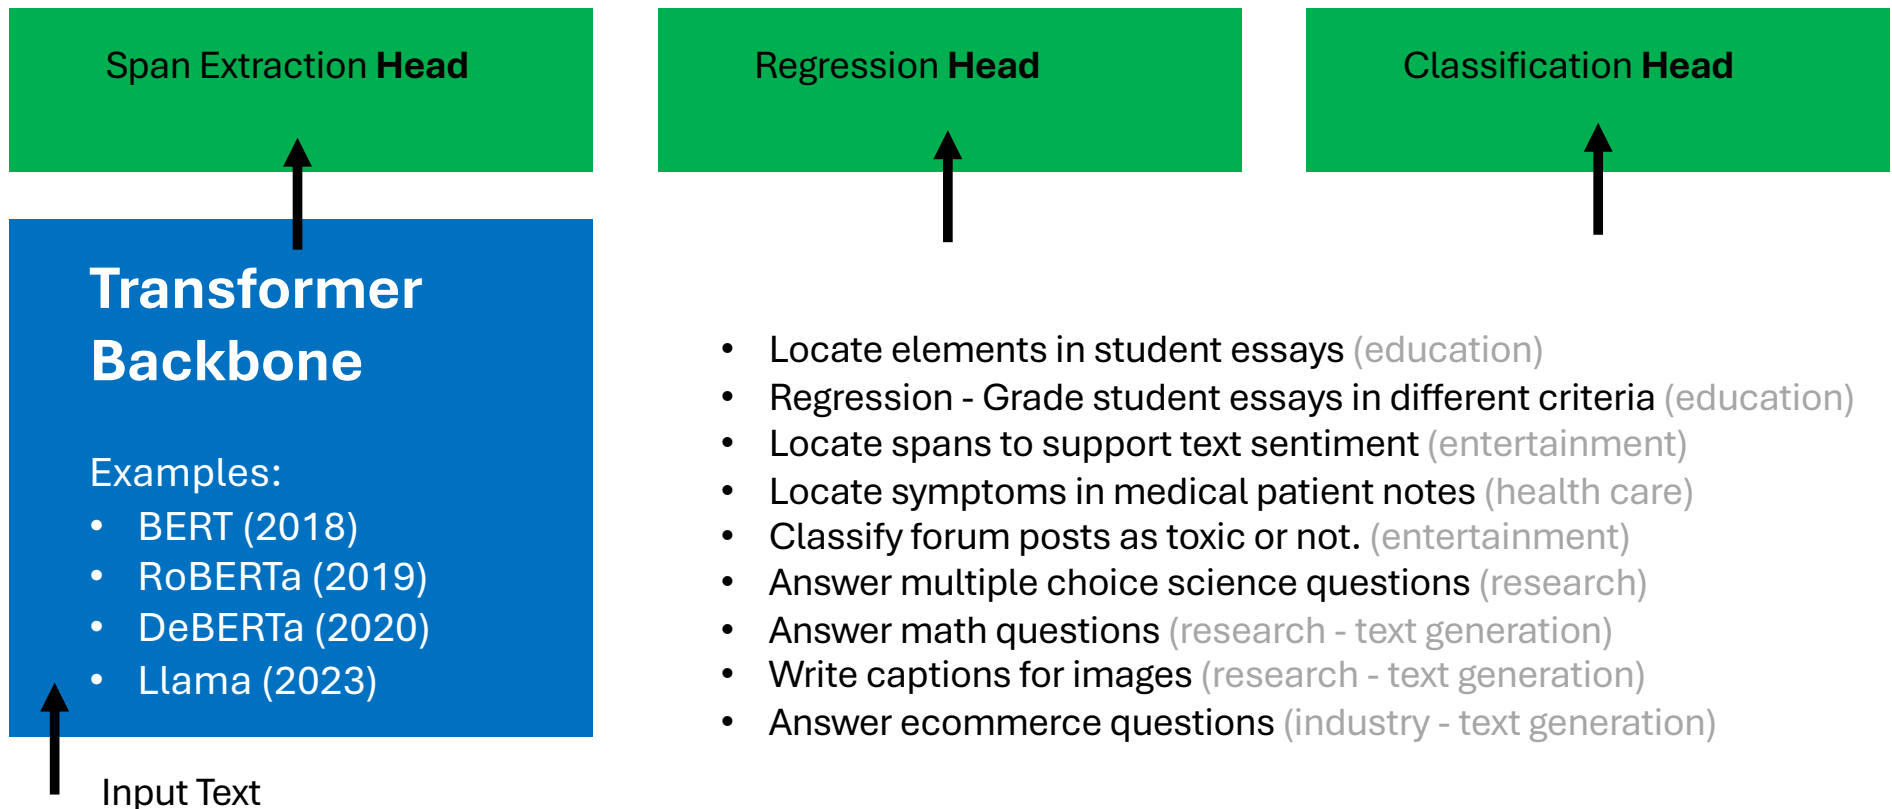 Span Extraction Head
Regression Head
Classification Head
Transformer
Backbone
Examples:
• BERT (2018)
• RoBERTa (2019)
• DeBERTa (2020)
• Llama (2023)
Input Text
• Locate elements in student essays (education)
• Regression - Grade student essays in different criteria (education)
• Locate spans to support text sentiment (entertainment)
• Locate symptoms in medical patient notes (health care)
• Classify forum posts as toxic or not. (entertainment)
• Answer multiple choice science questions (research)
• Answer math questions (research - text generation)
• Write captions for images (research - text generation)
• Answer ecommerce questions (industry - text generation)